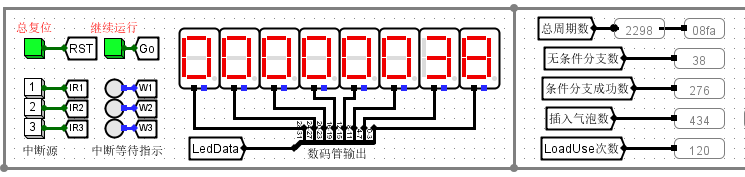 总复位
继续运行
RST
Go
00000038
1
IR1
W1
2
IR2
W2
3
IR3
W3
中断源
中断等待指示
LedData
数码管输出
总周期数
2298
08fa
无条件分支数
38
条件分支成功数
276
插入气泡数
434
LoadUse次数
120